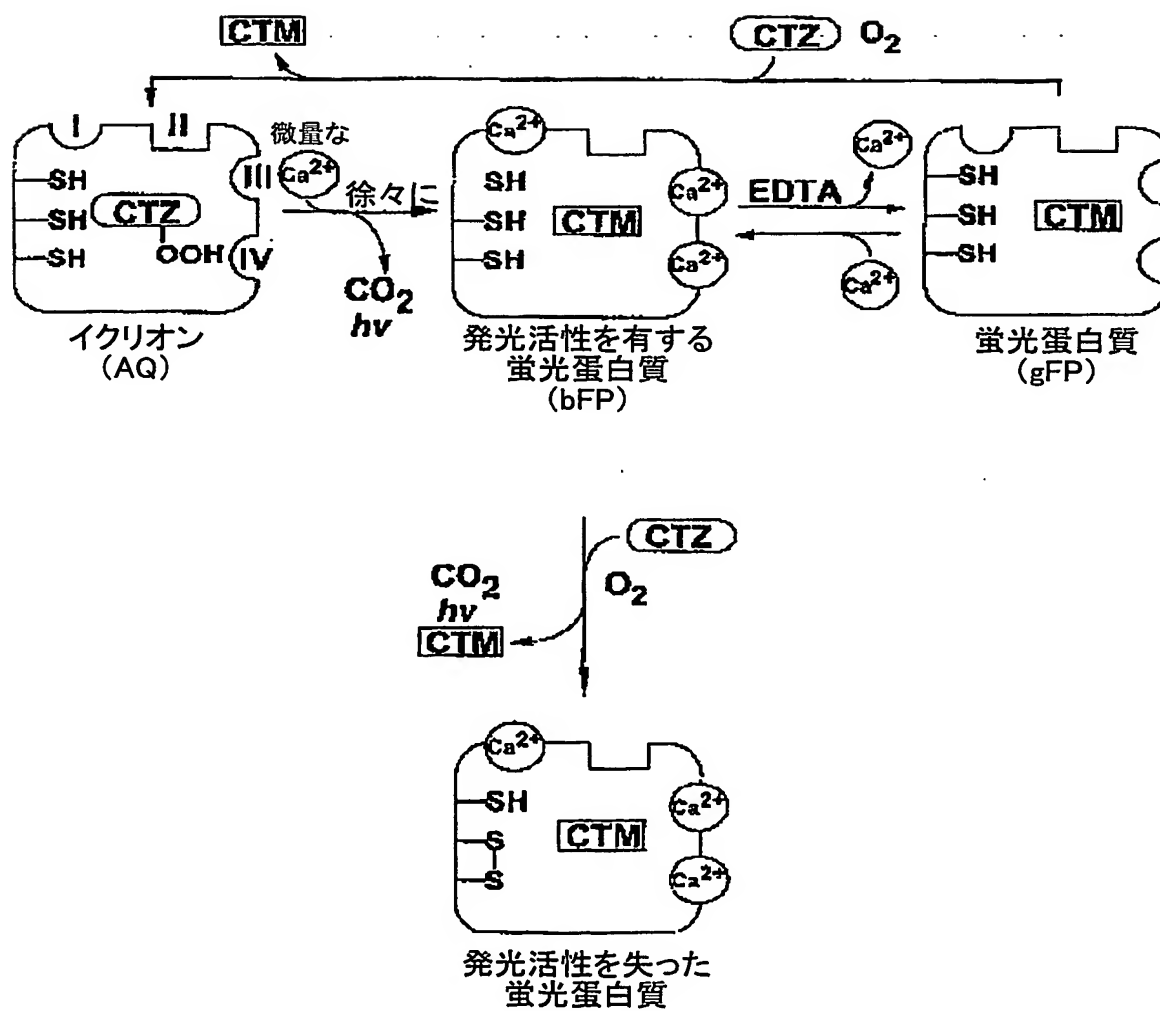 CTM
CTZ O2
I II
微量な
III Ca2+
徐々に
SH
SH
SH
CTZ
OOH
IV
CO2
hν
イクリオン
(AQ)
Ca2+
SH
SH
SH
CTM
Ca2+
Ca2+
発光活性を有する
蛍光蛋白質
(bFP)
Ca2+
EDTA
Ca2+
SH
SH
SH
CTM
蛍光蛋白質
(gFP)
CTZ
O2
CO2
hν
CTM
Ca2+
SH
S
S
CTM
Ca2+
Ca2+
発光活性を失った
蛍光蛋白質